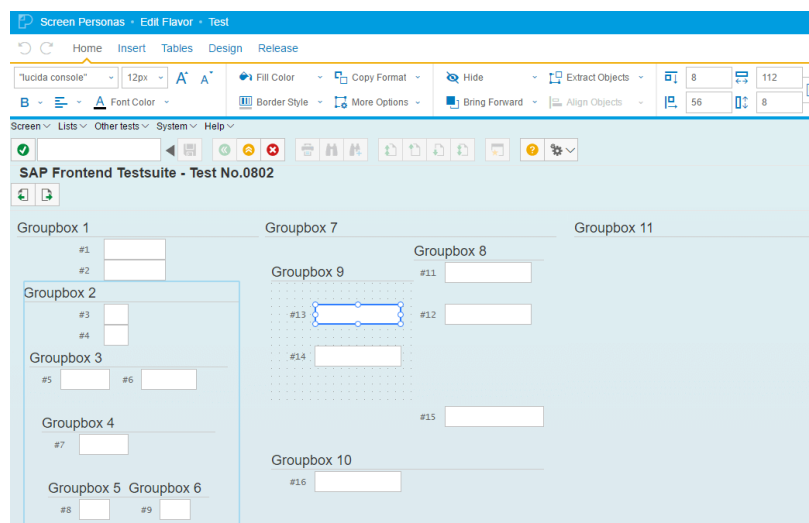 Screen Personas • Edit Flavor • Test
Home Insert Tables Design Release
"lucida console" 12px A A Fill Color Copy Format Hide Extract Objects 8 112
B A Font Color Border Style More Options Bring Forward Align Objects 56 8
Screen Lists Other tests System Help
SAP Frontend Testsuite - Test No.0802
Groupbox 1 Groupbox 7 Groupbox 11
#1 Groupbox 8
#2 Groupbox 9 #11
Groupbox 2
#3 #13 #12
#4
Groupbox 3 #14
#5 #6
Groupbox 4 #15
#7
Groupbox 10
#16
Groupbox 5 Groupbox 6
#8 #9